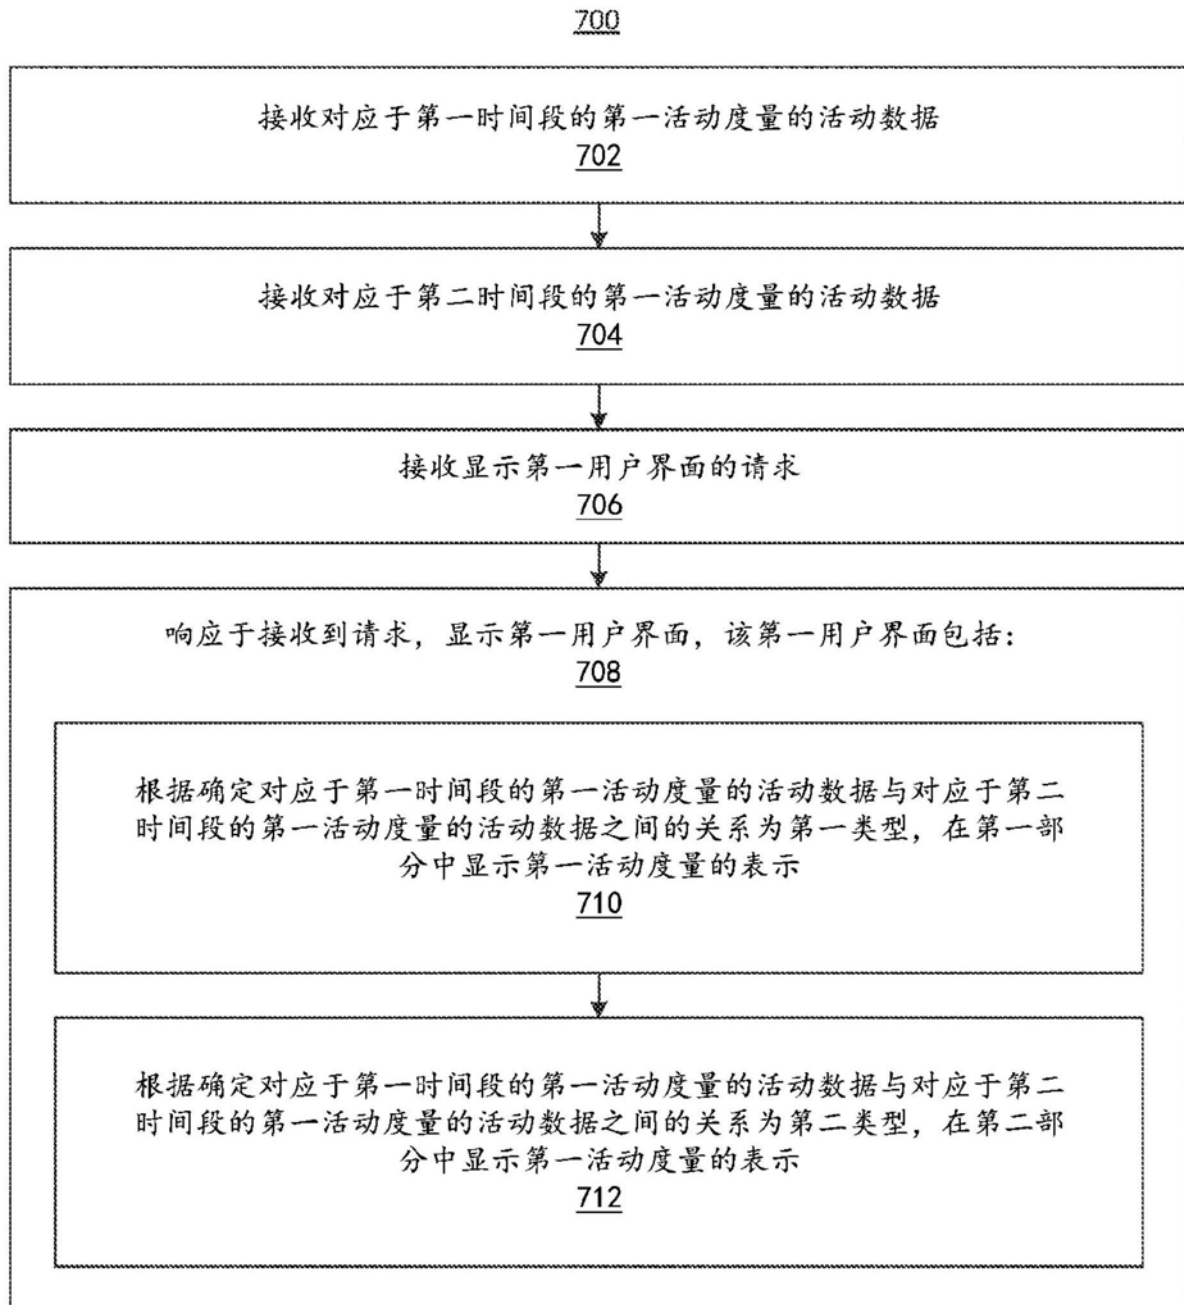 700
接收对应于第一时间段的第一活动度量的活动数据
702
接收对应于第二时间段的第一活动度量的活动数据
704
接收显示第一用户界面的请求
706
响应于接收到请求，显示第一用户界面，该第一用户界面包括：
708
根据确定对应于第一时间段的第一活动度量的活动数据与对应于第二
时间段的第一活动度量的活动数据之间的关系为第一类型，在第一部
分中显示第一活动度量的表示
710
根据确定对应于第一时间段的第一活动度量的活动数据与对应于第二
时间段的第一活动度量的活动数据之间的关系为第二类型，在第二部
分中显示第一活动度量的表示
712